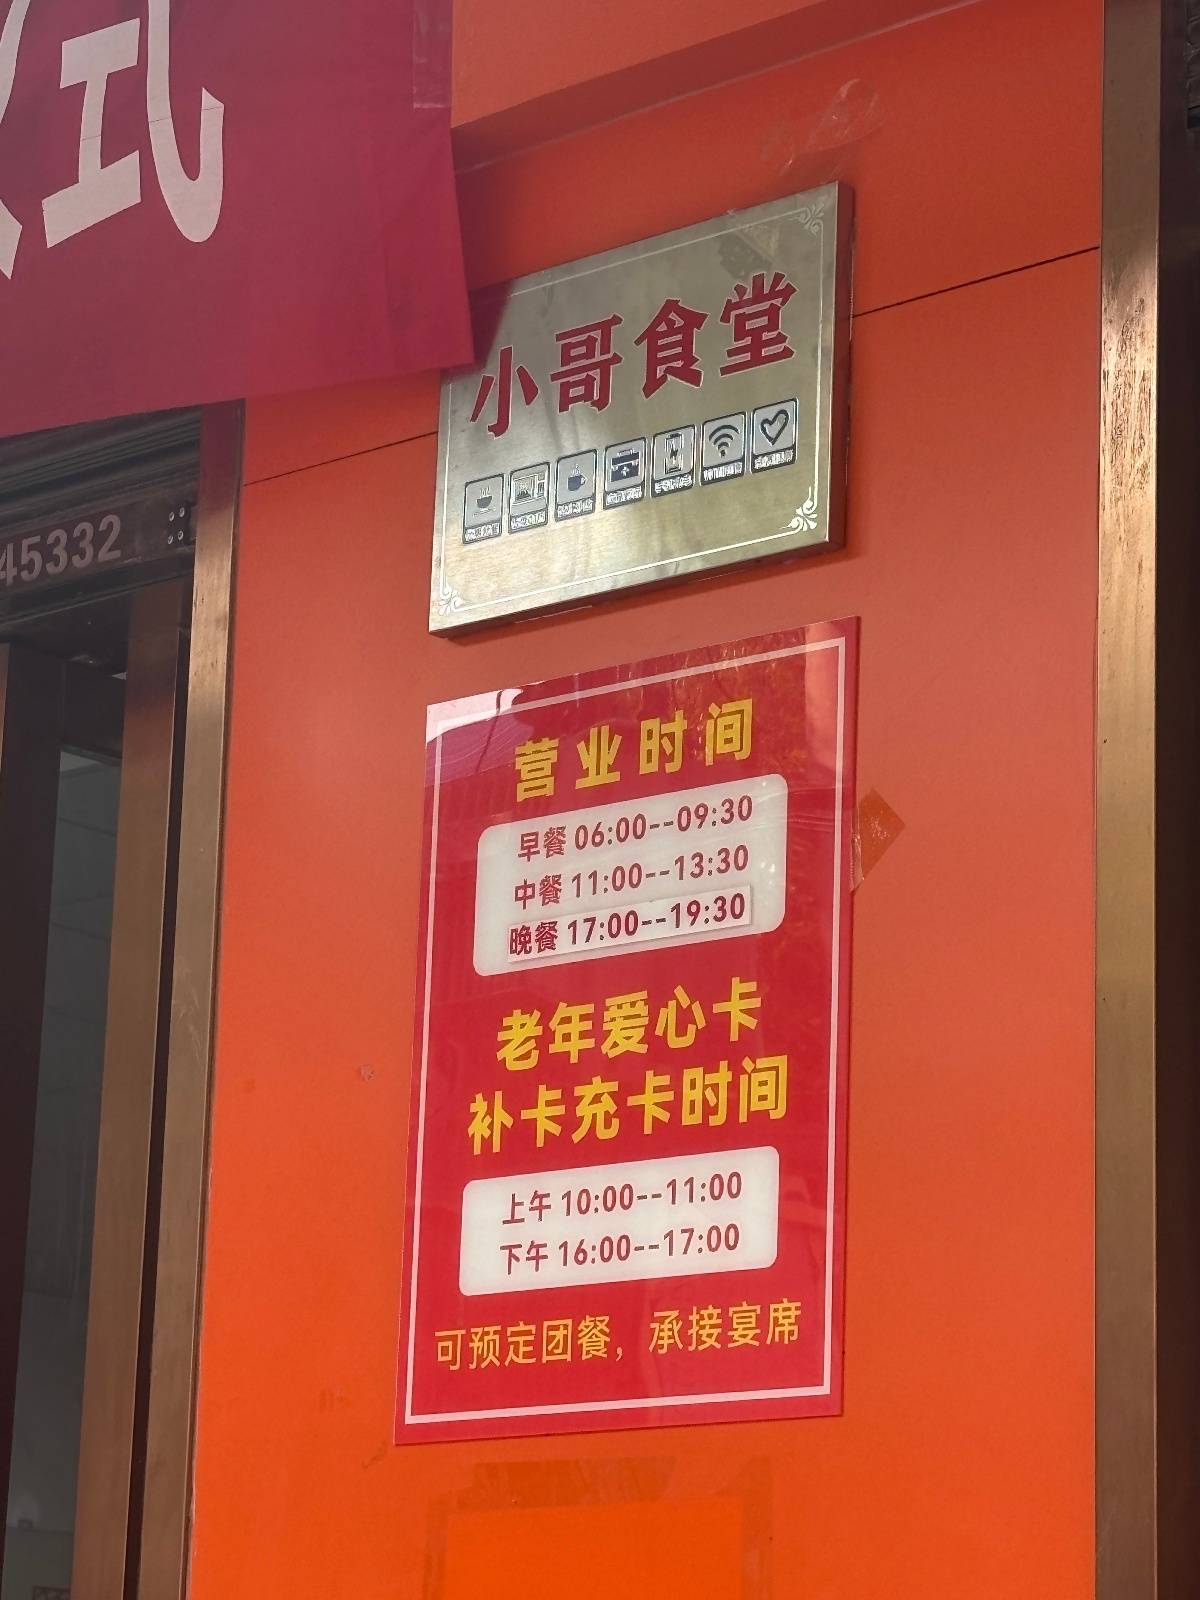 式
小哥食堂
45332
营业时间
早餐 06:00--09:30
中餐 11:00--13:30
晚餐 17:00--19:30
老年爱心卡
补卡充卡时间
上午 10:00--11:00
下午 16:00--17:00
可预定团餐，承接宴席